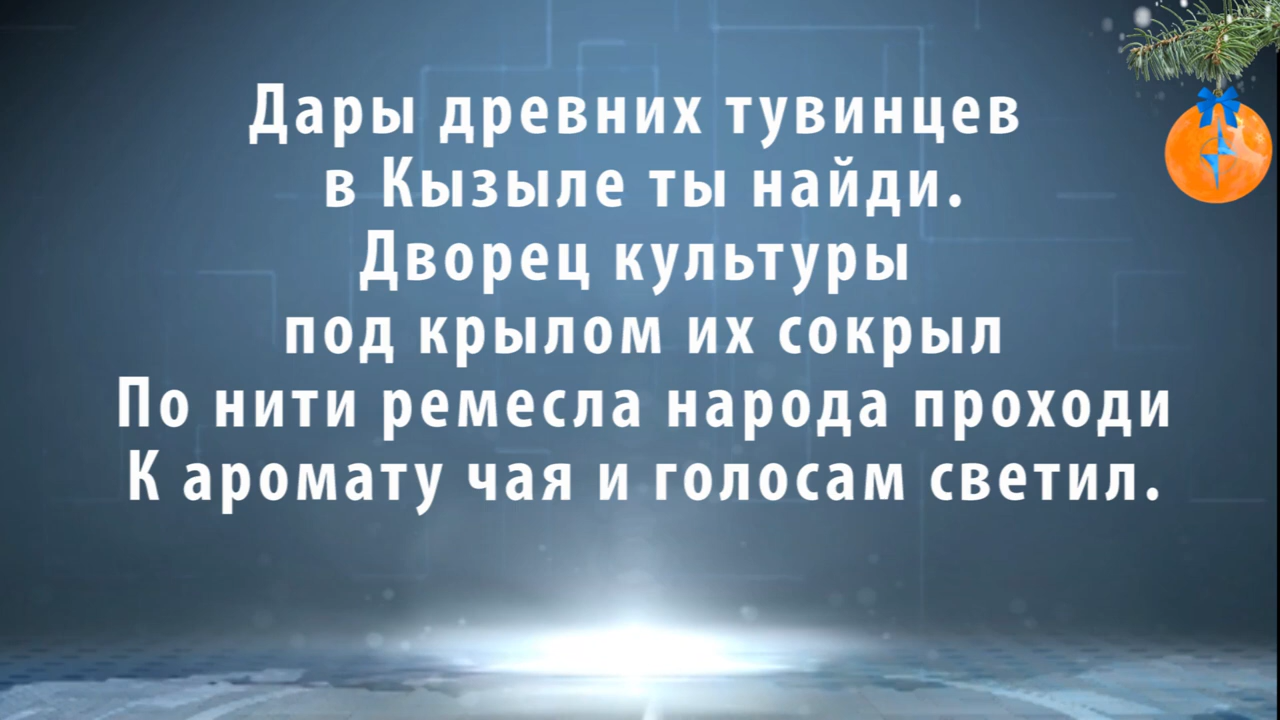 Дары древних тувинцев
в Кызыле ты найди.
Дворец культуры
под крылом их сокрыл
По нити ремесла народа проходи
К аромату чая и голосам светил.